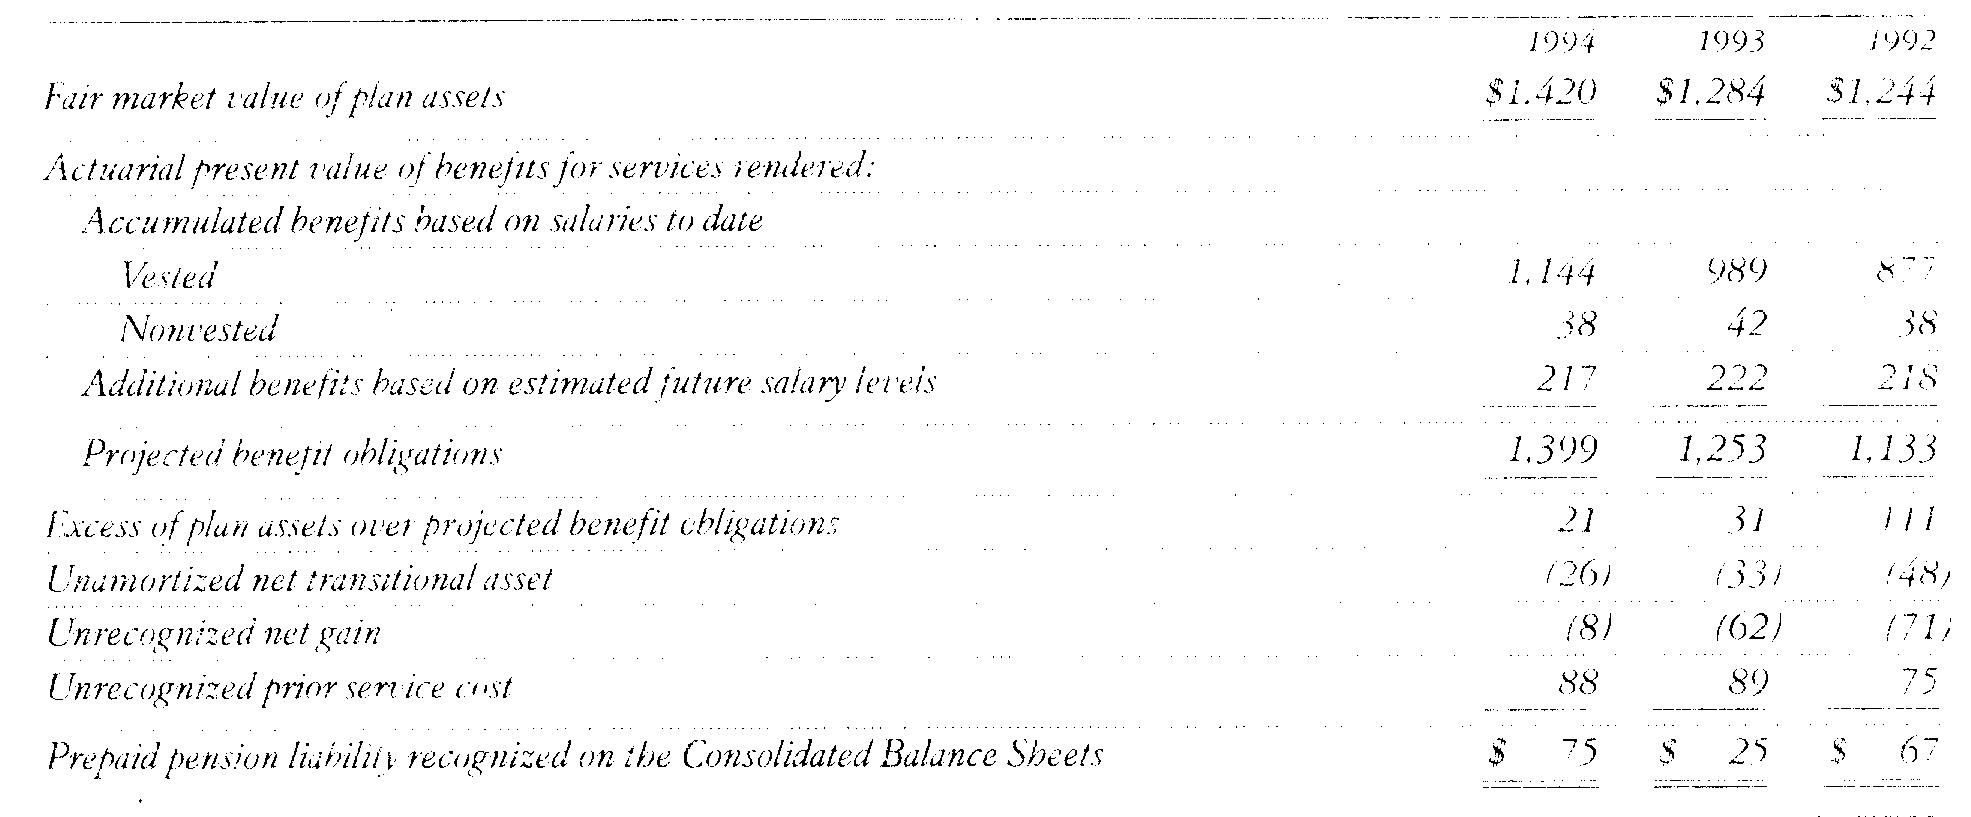 1994 1993 1992
Fair market value of plan assets $1,420 $1,284 $1,244
Actuarial present value of benefits for services rendered:
Accumulated benefits based on salaries to date
Vested 1,144 989 877
Nonvested 38 42 38
Additional benefits based on estimated future salary levels 217 222 218
Projected benefit obligations 1,399 1,253 1,133
Excess of plan assets over projected benefit obligations 21 31 111
Unamortized net transitional asset (26) (33) (48)
Unrecognized net gain (8) (62) (71)
Unrecognized prior service cost 88 89 75
Prepaid pension liability recognized on the Consolidated Balance Sheets $ 75 $ 25 $ 67